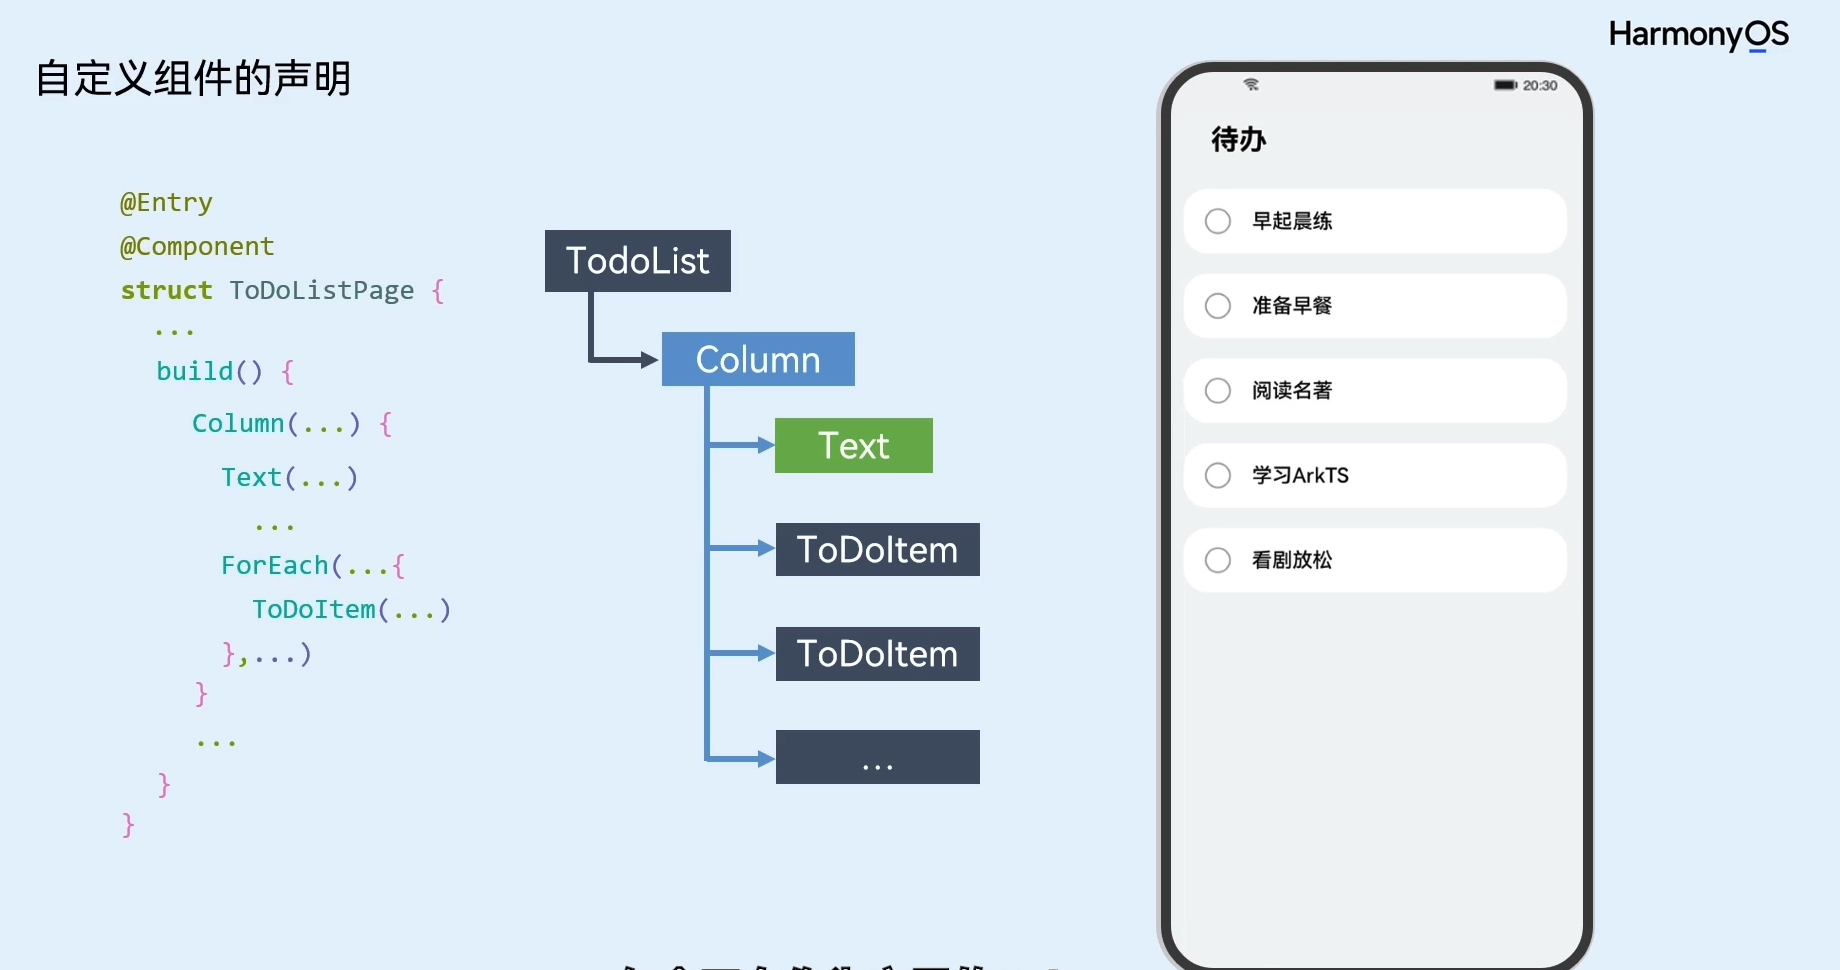 HarmonyOS
自定义组件的声明
@Entry
@Component
struct ToDoListPage {
...
build() {
Column(...) {
Text(...)
...
ForEach(...{
ToDoItem(...)
},...)
}
...
}
}
TodoList
Column
Text
ToDoItem
ToDoItem
...
20:30
待办
早起晨练
准备早餐
阅读名著
学习ArkTS
看剧放松